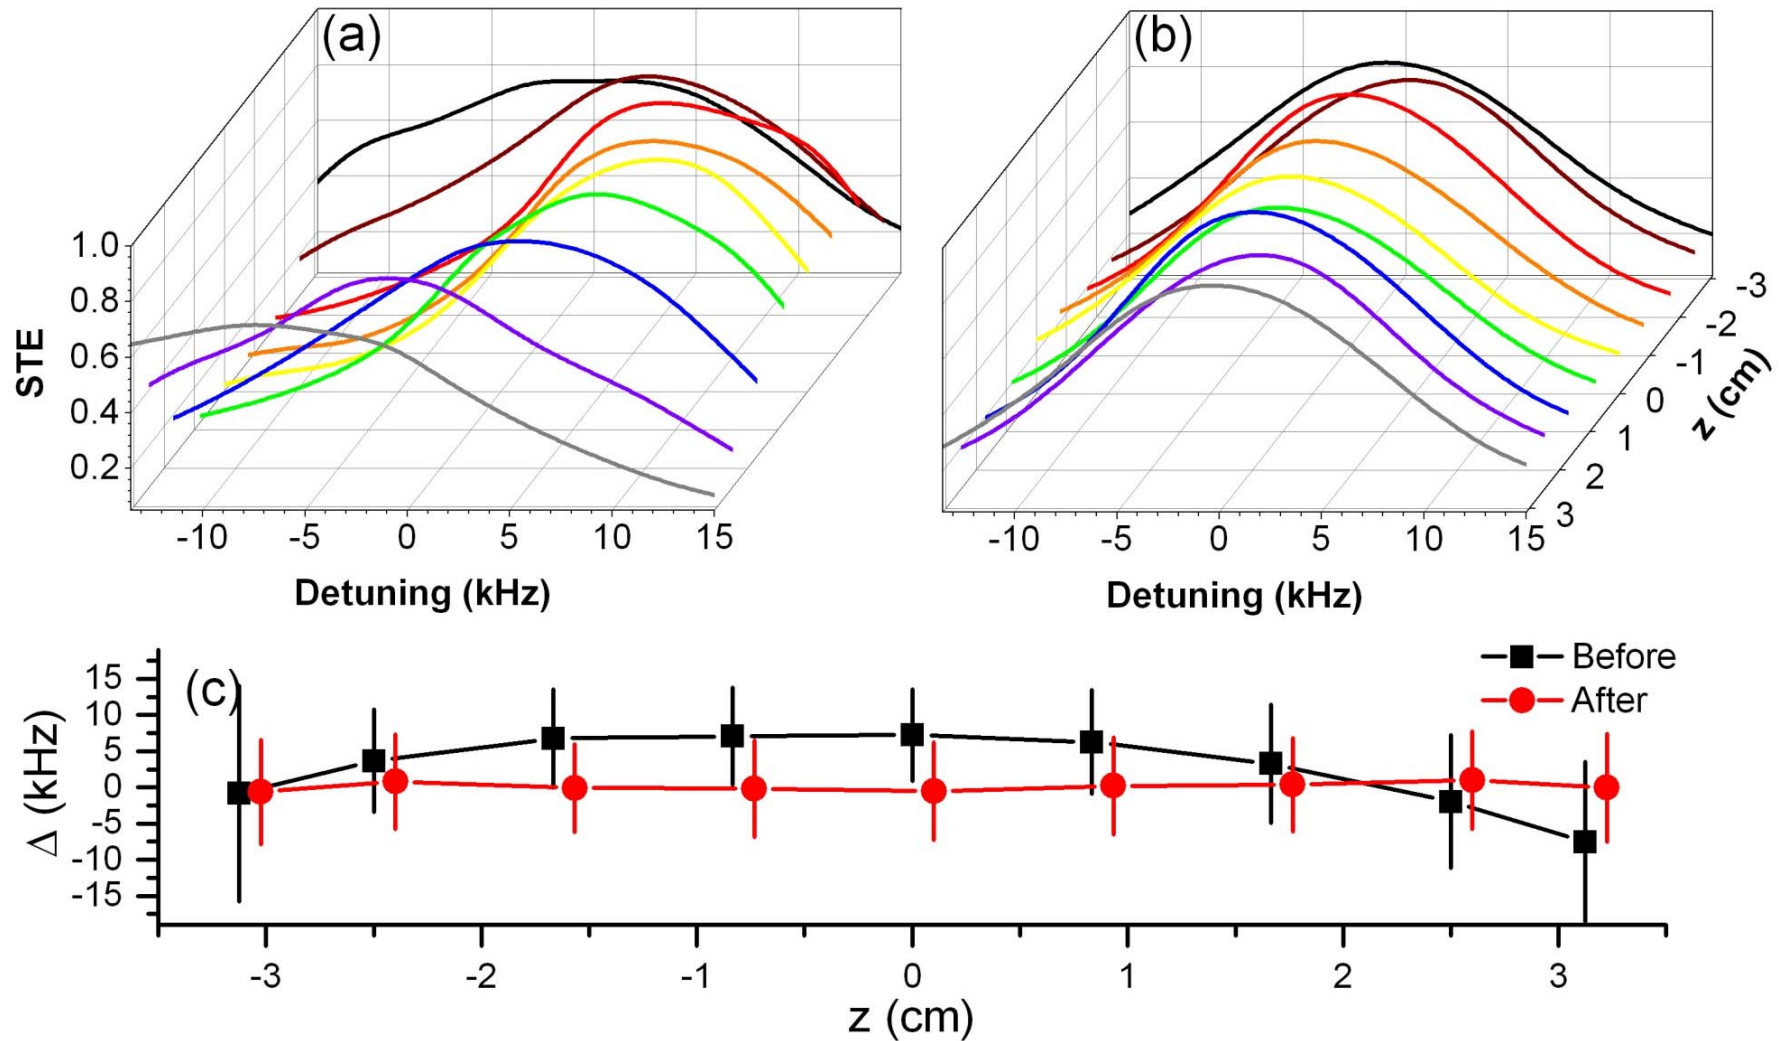 (a)
(b)
1.0
0.8
0.6
0.4
0.2
STE
-10 -5 0 5 10 15
Detuning (kHz)
-10 -5 0 5 10 15
Detuning (kHz)
-3
-2
-1
0
1
2
3
z (cm)
(c)
Before
After
15
10
5
0
-5
-10
-15
Δ (kHz)
-3 -2 -1 0 1 2 3
z (cm)